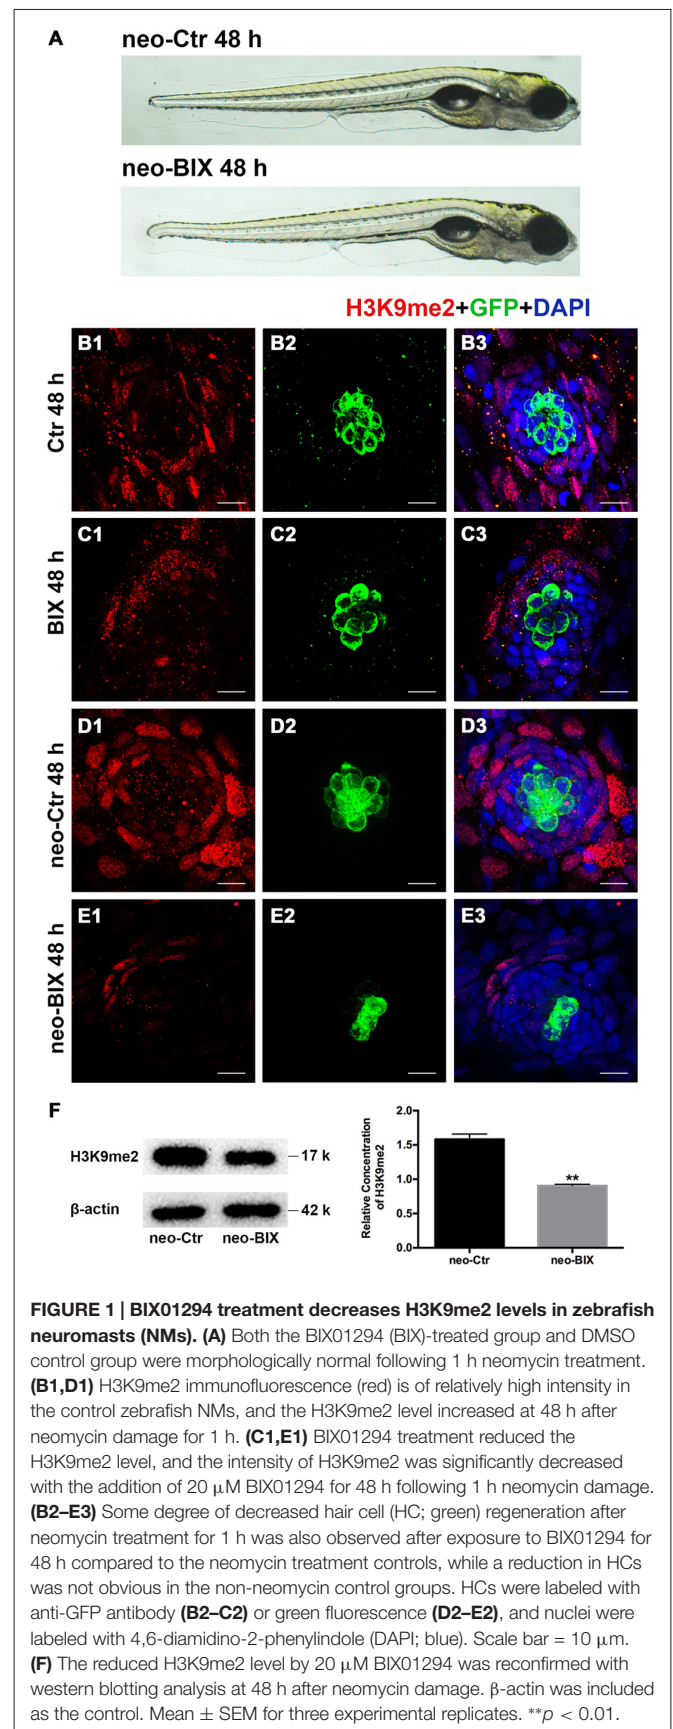 A
neo-Ctr 48 h
neo-BIX 48 h
H3K9me2+GFP+DAPI
Ctr 48 h
B1
B2
B3
BIX 48 h
C1
C2
C3
neo-Ctr 48 h
D1
D2
D3
neo-BIX 48 h
E1
E2
E3
F
H3K9me2
17 k
β-actin
42 k
neo-Ctr neo-BIX
Relative Concentration
of H3K9me2
2.0
1.5
1.0
0.5
0.0
**
neo-Ctr
neo-BIX
FIGURE 1 | BIX01294 treatment decreases H3K9me2 levels in zebrafish
neuromasts (NMs). (A) Both the BIX01294 (BIX)-treated group and DMSO
control group were morphologically normal following 1 h neomycin treatment.
(B1,D1) H3K9me2 immunofluorescence (red) is of relatively high intensity in
the control zebrafish NMs, and the H3K9me2 level increased at 48 h after
neomycin damage for 1 h. (C1,E1) BIX01294 treatment reduced the
H3K9me2 level, and the intensity of H3K9me2 was significantly decreased
with the addition of 20 μM BIX01294 for 48 h following 1 h neomycin damage.
(B2–E3) Some degree of decreased hair cell (HC; green) regeneration after
neomycin treatment for 1 h was also observed after exposure to BIX01294 for
48 h compared to the neomycin treatment controls, while a reduction in HCs
was not obvious in the non-neomycin control groups. HCs were labeled with
anti-GFP antibody (B2–C2) or green fluorescence (D2–E2), and nuclei were
labeled with 4,6-diamidino-2-phenylindole (DAPI; blue). Scale bar = 10 μm.
(F) The reduced H3K9me2 level by 20 μM BIX01294 was reconfirmed with
western blotting analysis at 48 h after neomycin damage. β-actin was included
as the control. Mean ± SEM for three experimental replicates. **p < 0.01.